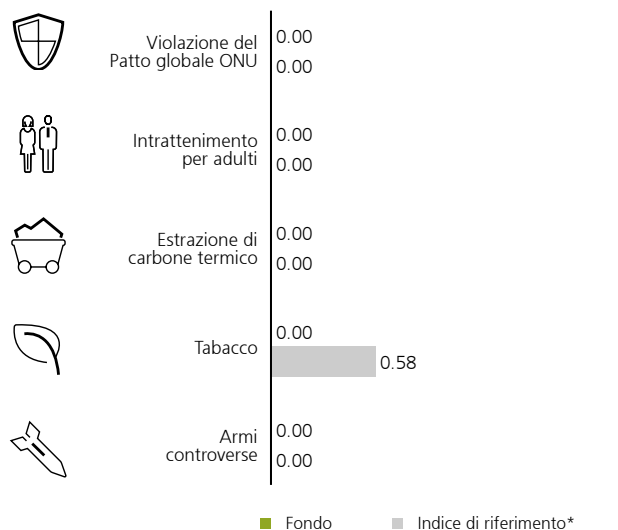 Violazione del
Patto globale ONU
0.00
0.00
Intrattenimento
per adulti
0.00
0.00
Estrazione di
carbone termico
0.00
0.00
Tabacco
0.00
0.58
Armi
controverse
0.00
0.00
Fondo Indice di riferimento*